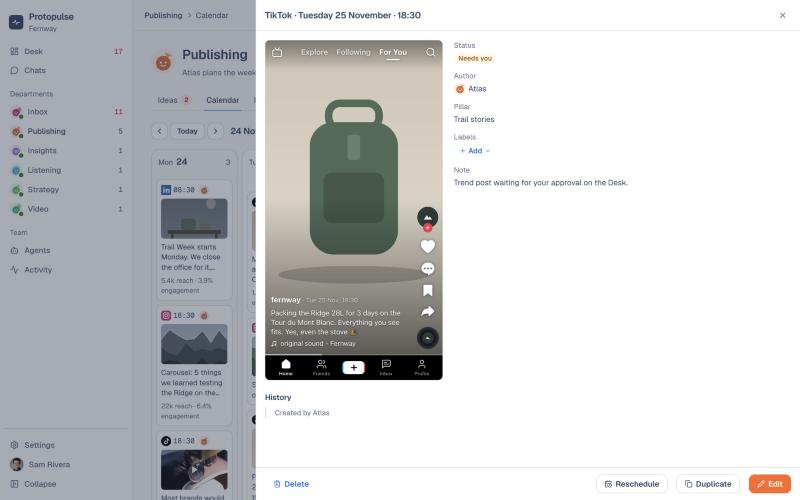 Protopulse
Fernway
Desk 17
Chats
Departments
Inbox 11
Publishing 5
Insights 1
Listening 1
Strategy 1
Video 1
Team
Agents
Activity
Settings
Sam Rivera
Collapse
Publishing > Calendar
Publishing
Atlas plans the week
Ideas 2
Calendar
Today
24 No
Mon 24 3
Tu
08:30
Trail Week starts
Monday. We close
the office for it,…
5.4k reach · 3.9%
engagement
18:30
Carousel: 5 things
we learned testing
the Ridge on the…
22k reach · 6.4%
engagement
18:30
Most brands would
TikTok · Tuesday 25 November · 18:30
Explore Following For You
fernway · Tue 25 Nov, 18:30
Packing the Ridge 28L for 3 days on the
Tour du Mont Blanc. Everything you see
fits. Yes, even the stove
original sound - Fernway
Home Friends Inbox Profile
Status
Needs you
Author
Atlas
Pillar
Trail stories
Labels
+ Add
Note
Trend post waiting for your approval on the Desk.
History
Created by Atlas
Delete
Reschedule
Duplicate
Edit